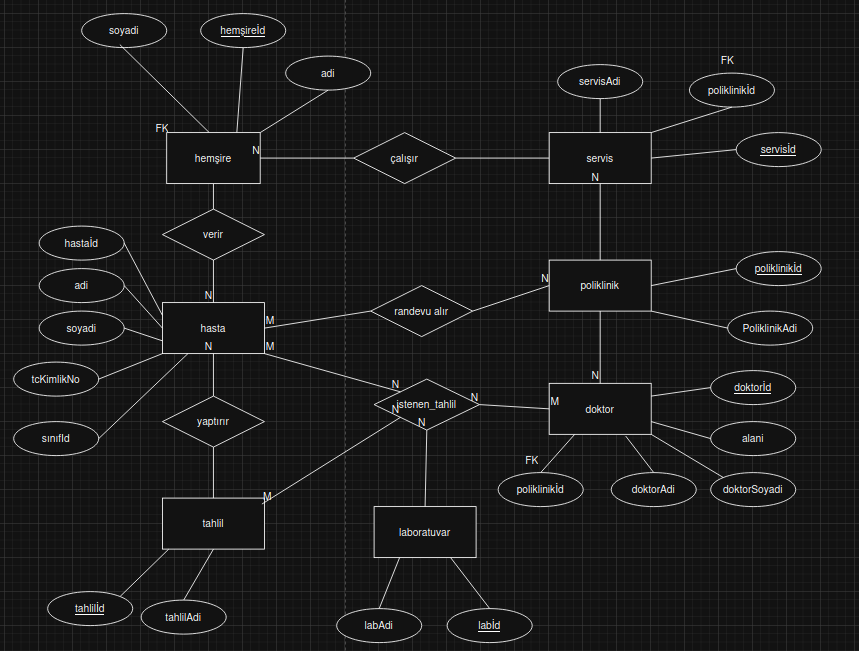 soyadi
hemşireİd
adi
FK
servisAdi
poliklinikİd
FK
hemşire
N
çalışır
servis
N
servisİd
verir
hastaİd
adi
soyadi
tcKimlikNo
sınıfId
N
hasta
N
M
M
randevu alır
N
poliklinik
poliklinikİd
PoliklinikAdi
N
doktor
M
doktorİd
alani
doktorSoyadi
doktorAdi
FK
poliklinikİd
yaptırır
N
istenen_tahlil
N
N
N
M
tahlil
laboratuvar
tahlilİd
tahlilAdi
labAdi
labİd